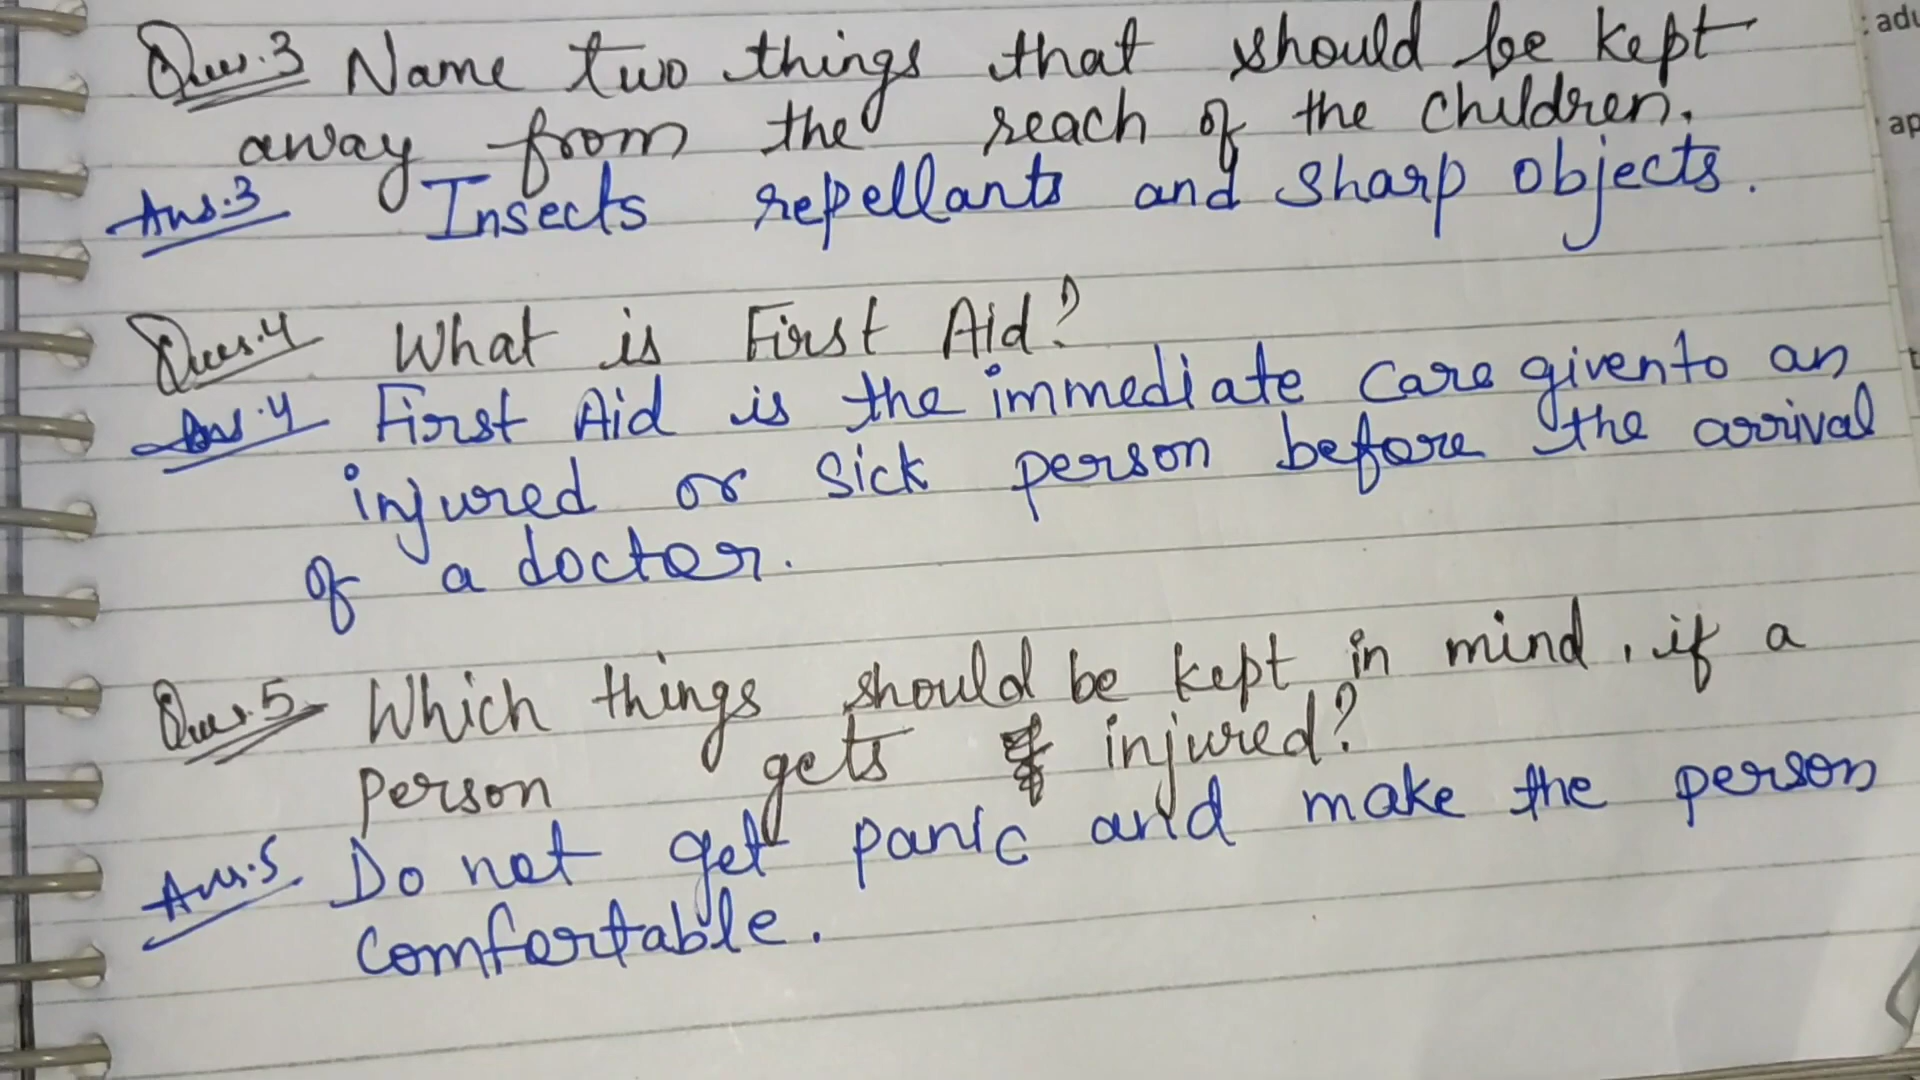 Ques.3 Name two things that should be kept
away from the reach of the children.
Ans.3 Insects repellants and sharp objects.
Ques.4 What is First Aid?
Ans.4 First Aid is the immediate care given to an
injured or sick person before the arrival
of a doctor.
Ques.5 Which things should be kept in mind, if a
person gets injured?
Ans.5 Do not get panic and make the person
comfortable.